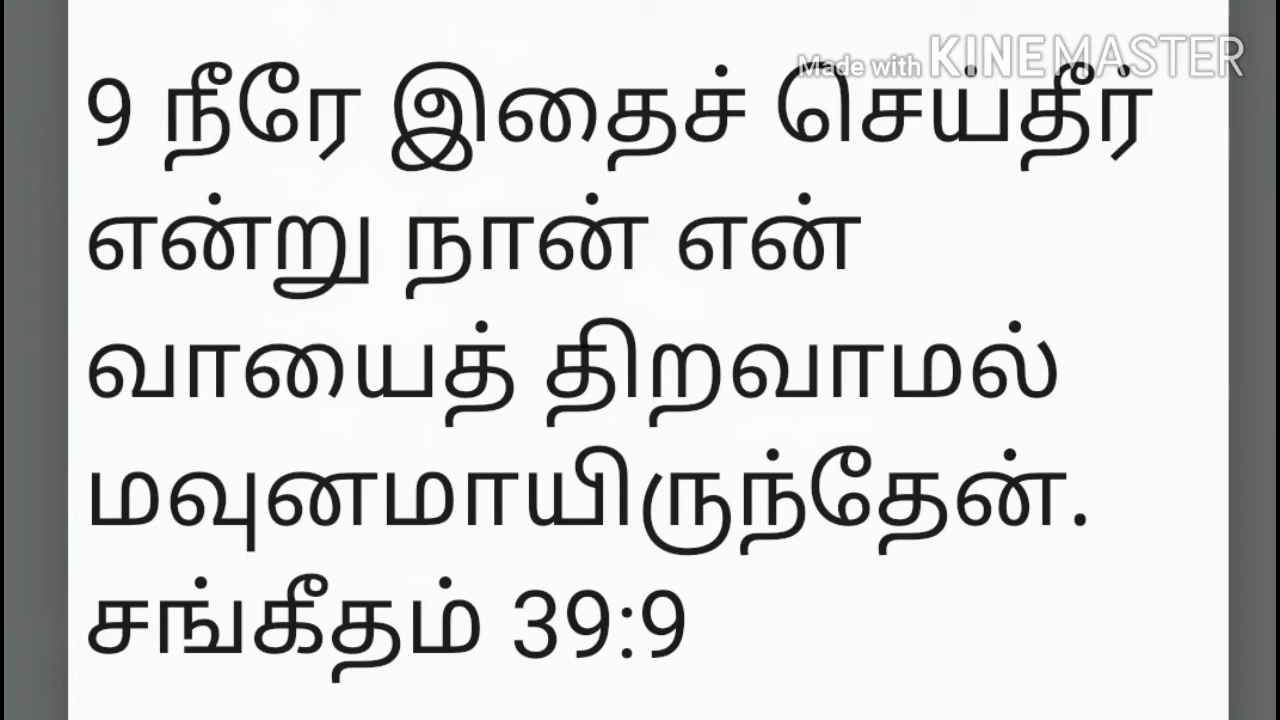 Made with KINEMASTER
9 நீரே இதைச் செய்தீர்
என்று நான் என்
வாயைத் திறவாமல்
மவுனமாயிருந்தேன்.
சங்கீதம் 39:9